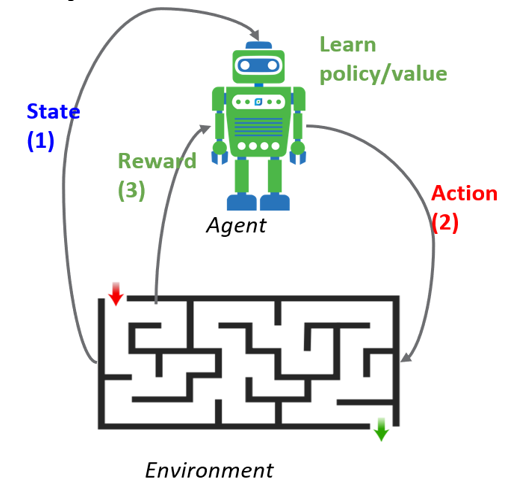 Learn
policy/value
State
(1)
Reward
(3)
Action
(2)
Agent
Environment